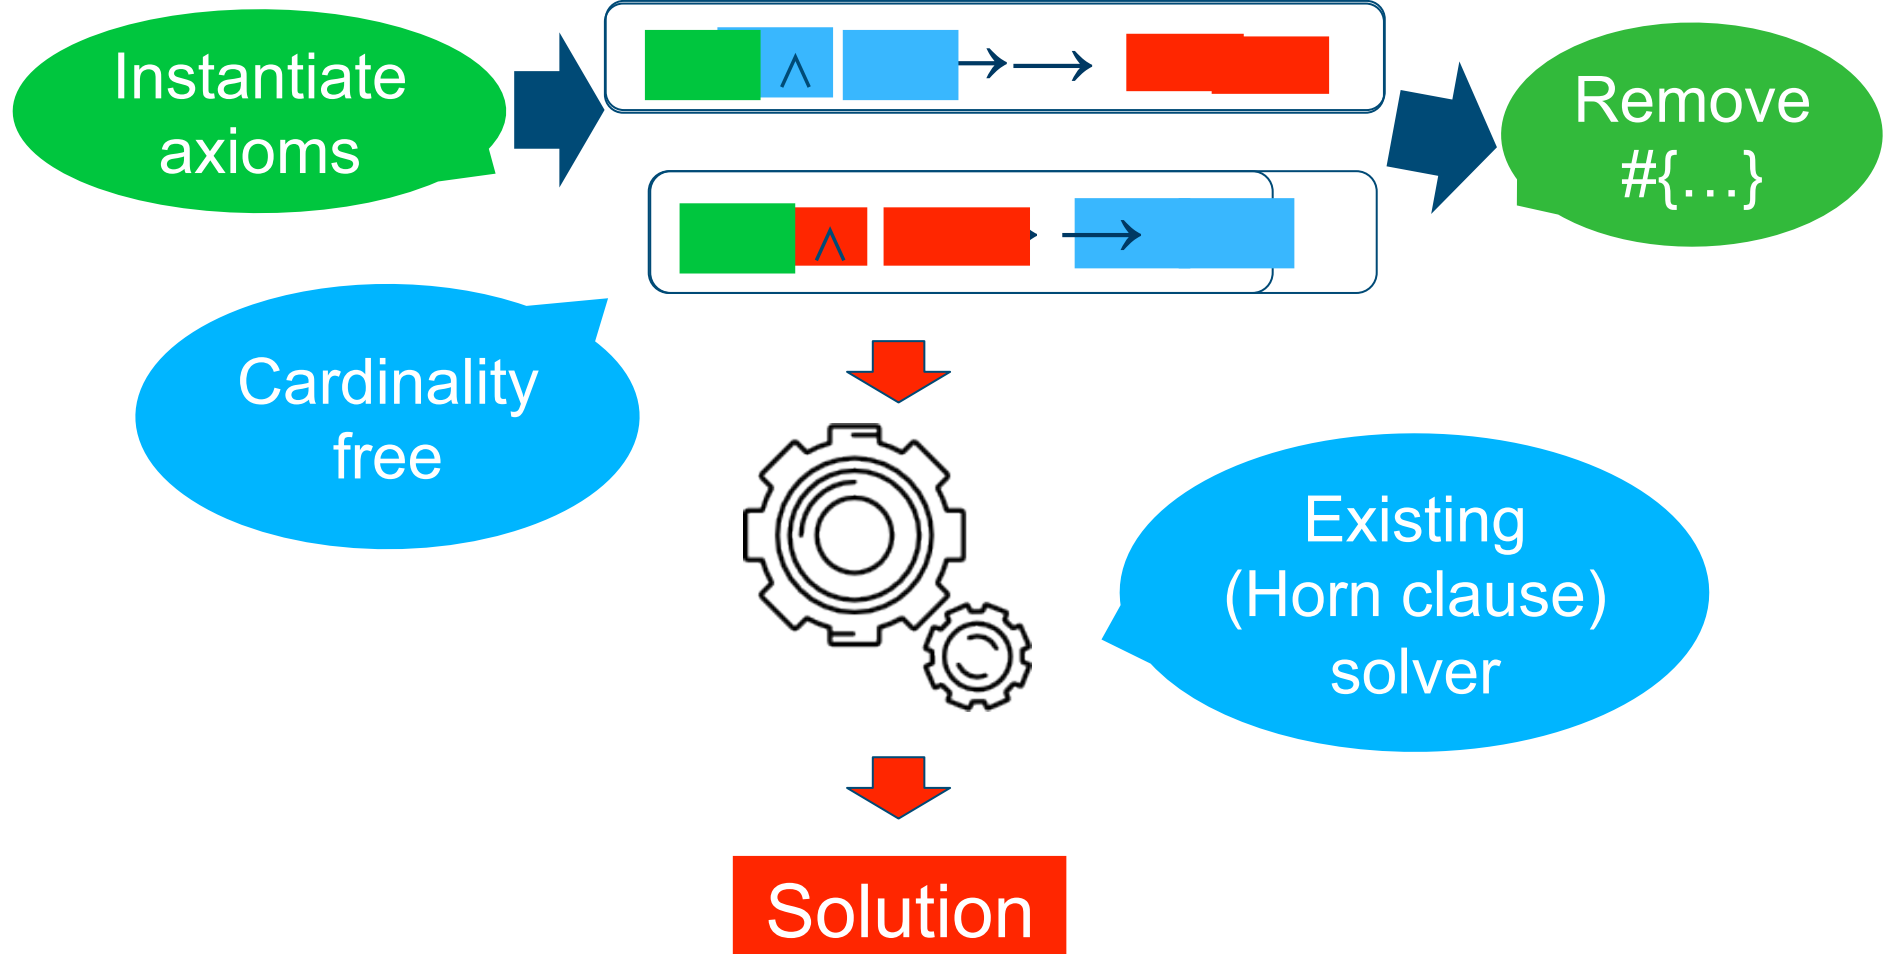 Instantiate
axioms
∧ → →
Remove
#{…}
∧ →
Cardinality
free
Existing
(Horn clause)
solver
Solution